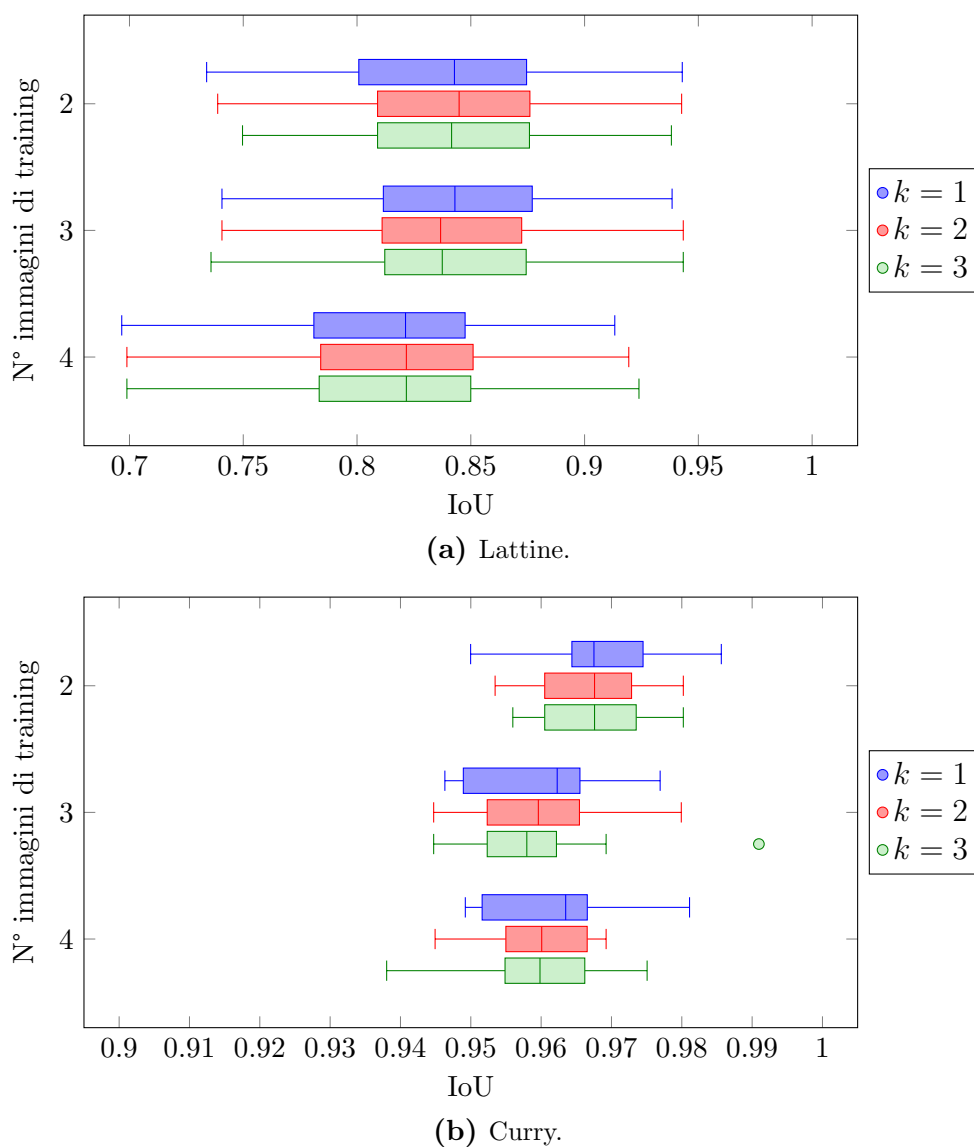 N° immagini di training
2
3
4
0.7 0.75 0.8 0.85 0.9 0.95 1
IoU
k = 1
k = 2
k = 3
(a) Lattine.
N° immagini di training
2
3
4
0.9 0.91 0.92 0.93 0.94 0.95 0.96 0.97 0.98 0.99 1
IoU
k = 1
k = 2
k = 3
(b) Curry.